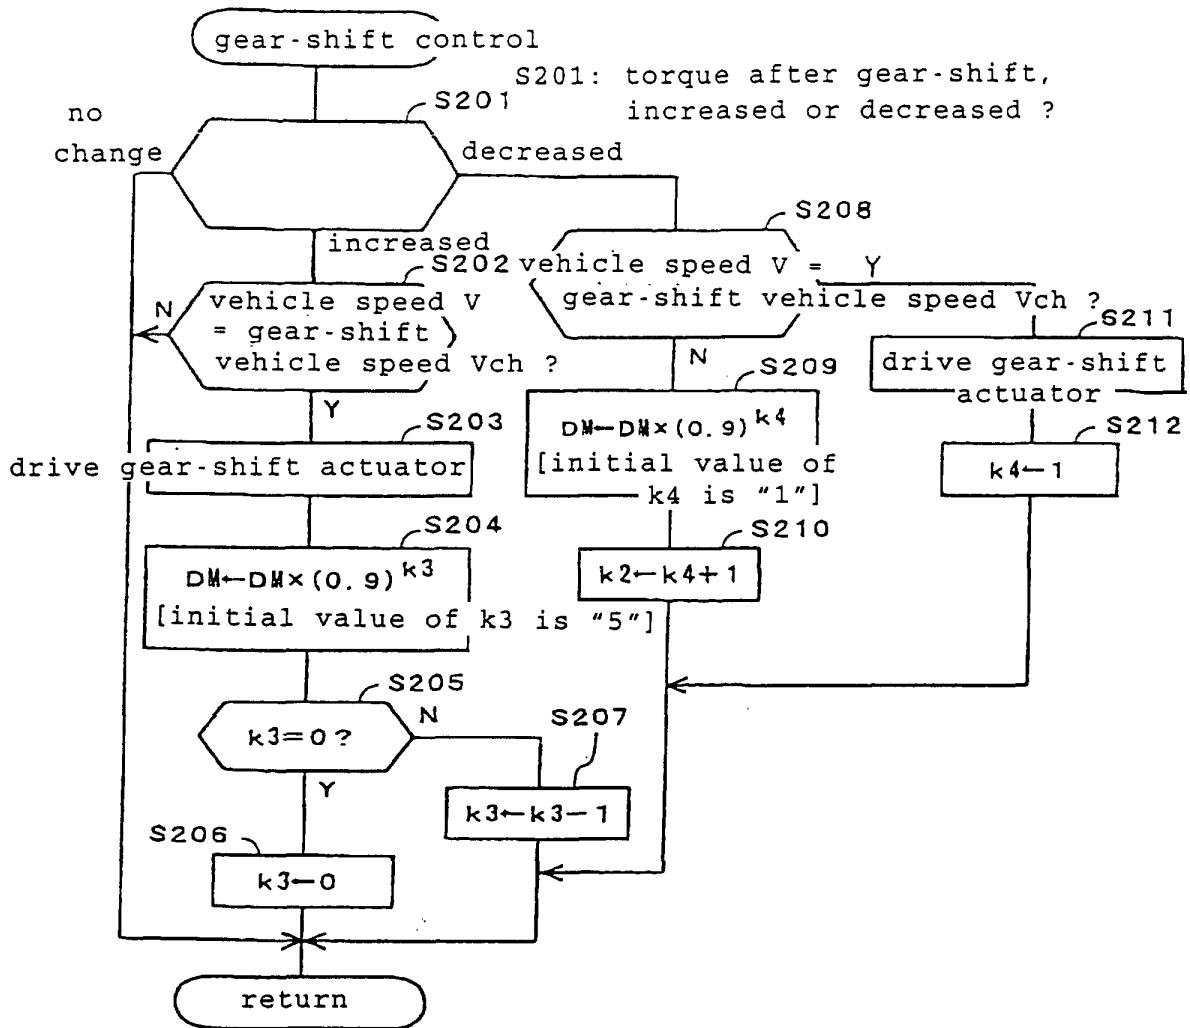 gear-shift control
S201: torque after gear-shift,
increased or decreased ?
S201
no
change
decreased
increased
S202
vehicle speed V
= gear-shift
vehicle speed Vch ?
N
Y
S208
vehicle speed V =
gear-shift vehicle speed Vch ?
Y
N
S203
drive gear-shift actuator
S209
DM←DM×(0.9)^k4
[initial value of
k4 is "1"]
S211
drive gear-shift
actuator
S212
k4←1
S204
DM←DM×(0.9)^k3
[initial value of k3 is "5"]
S210
k2←k4+1
S205
k3=0?
N
Y
S207
k3←k3-1
S206
k3←0
return